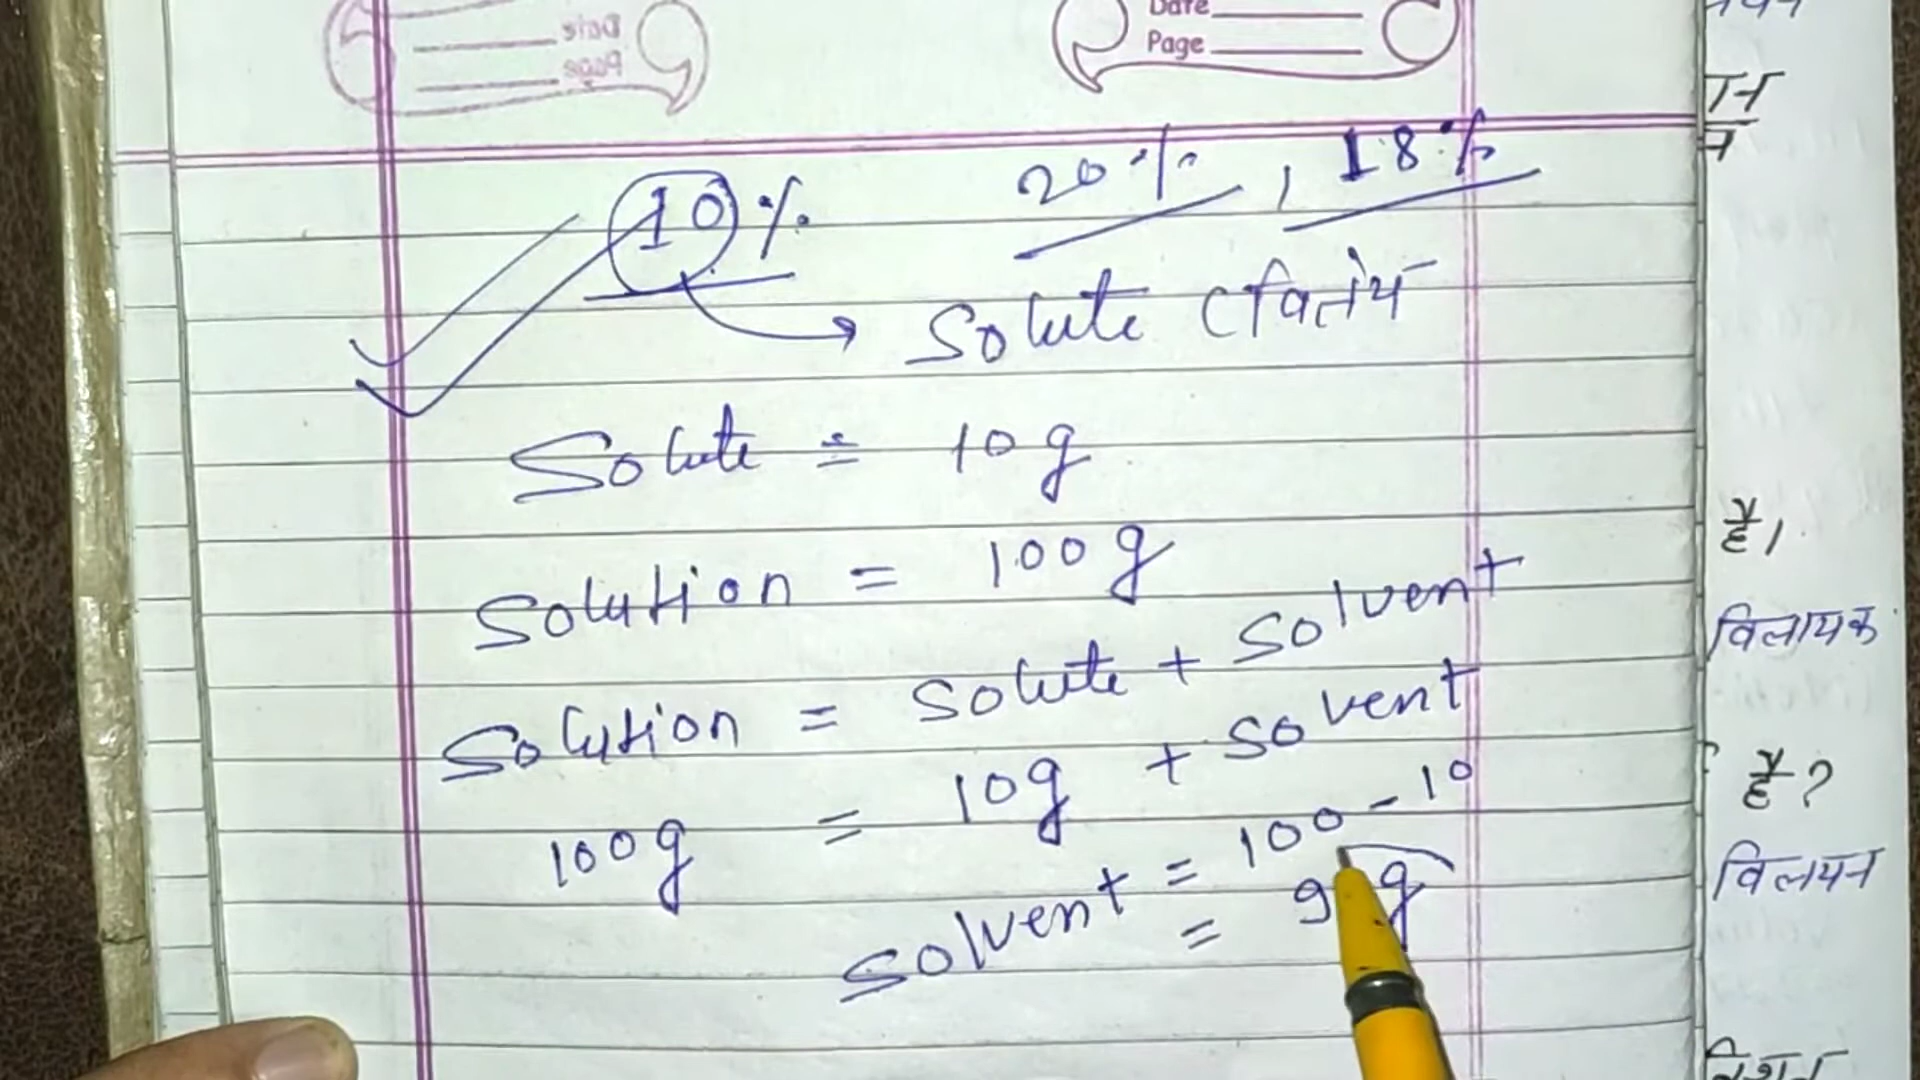 Date
Page
10% 20%, 18%
Solute (विलेय
Solute = 10g
Solution = 100g
Solution = Solute + Solvent
100g = 10g + Solvent
Solvent = 100 - 10
= 9 g
है।
विलायक
है?
विलयन